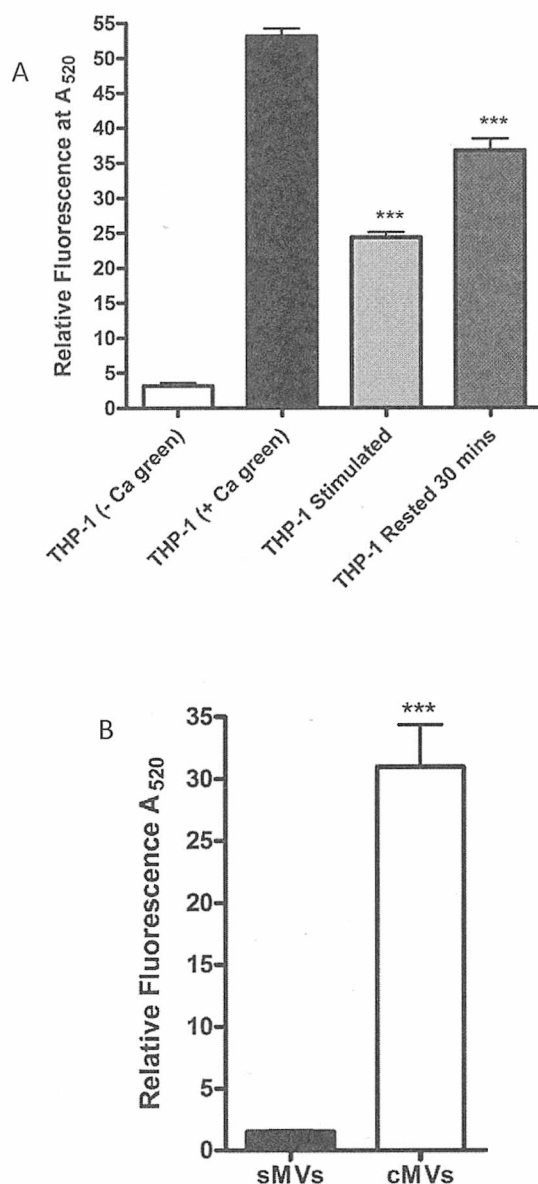 A
Relative Fluorescence at A520
55
50
45
40
35
30
25
20
15
10
5
0
***
***
THP-1 (- Ca green)
THP-1 (+ Ca green)
THP-1 Stimulated
THP-1 Rested 30 mins
B
Relative Fluorescence A520
35
30
25
20
15
10
5
0
***
sMVs
cMVs